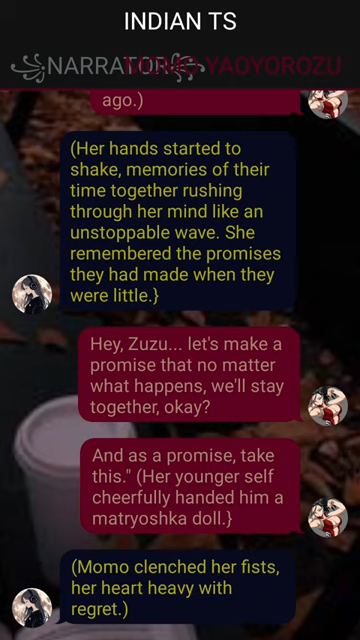 INDIAN TS
NARRATOR
MOMO YAOYOROZU
ago.)
(Her hands started to
shake, memories of their
time together rushing
through her mind like an
unstoppable wave. She
remembered the promises
they had made when they
were little.}
Hey, Zuzu... let's make a
promise that no matter
what happens, we'll stay
together, okay?
And as a promise, take
this." (Her younger self
cheerfully handed him a
matryoshka doll.}
(Momo clenched her fists,
her heart heavy with
regret.)